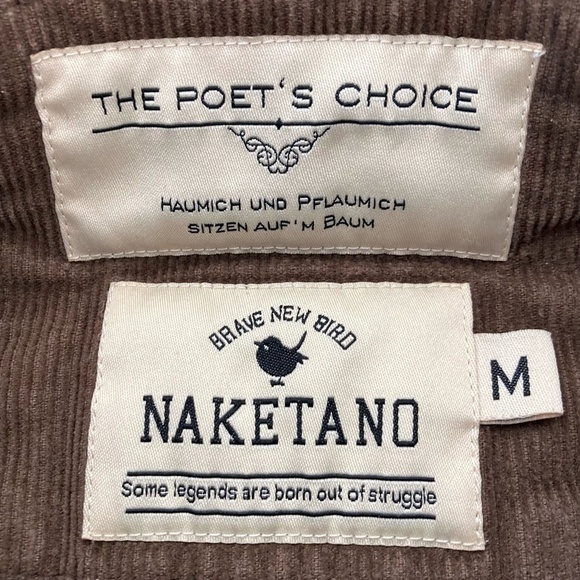 THE POET'S CHOICE
HAUMICH UND PFLAUMICH
SITZEN AUF'M BAUM
BRAVE NEW BIRD
NAKETANO
Some legends are born out of struggle
M